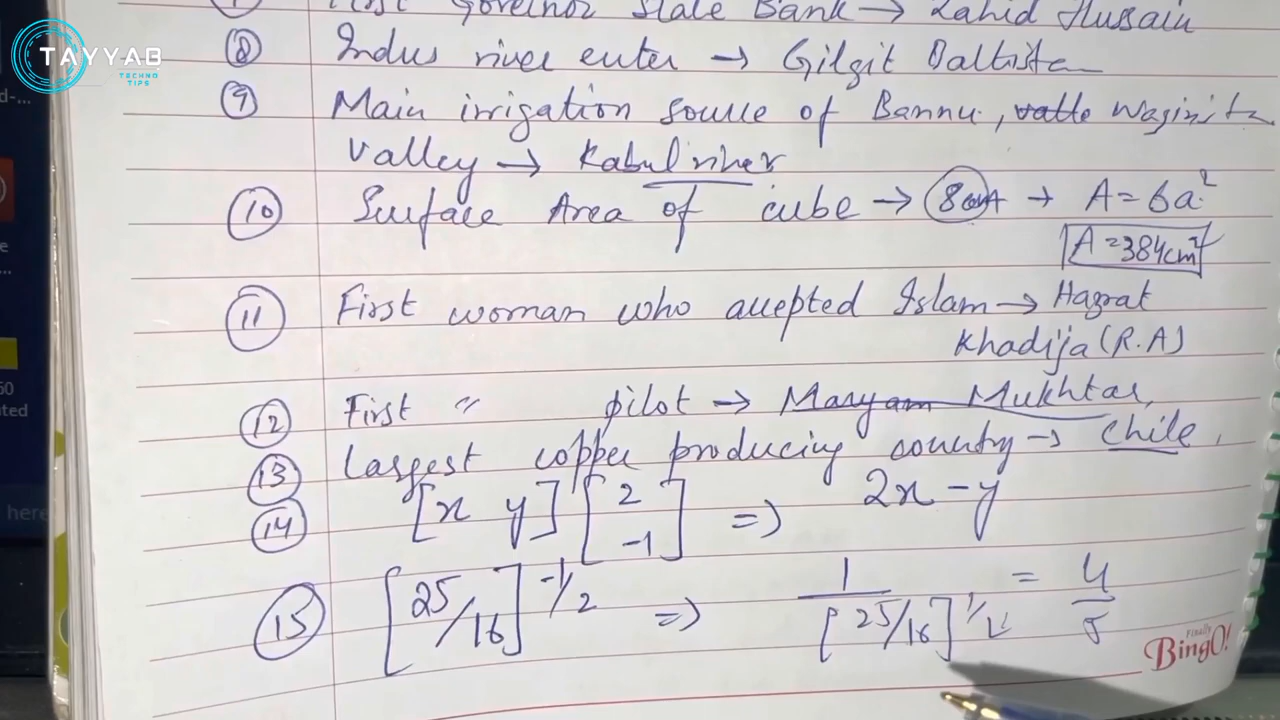 First Governor State Bank → Zahid Hussain
TAYYAB
TECHNO
TIPS
⑧ Indus river enter → Gilgit Baltistan
⑨ Main irrigation source of Bannu, Wazirista
Valley → Kabul river
⑩ Surface Area of cube → 8cm → A = 6a²
A = 384cm²
⑪ First woman who accepted Islam → Hazrat
Khadija (R.A)
⑫ First " pilot → Maryam Mukhtar,
⑬ Largest copper producing country → Chile.
⑭ [x y] [2 -1] ⇒ 2x - y
⑮ [25/16]^-1/2 ⇒ 1/[25/16]^1/2 = 4/5
Finally
BingO!
here